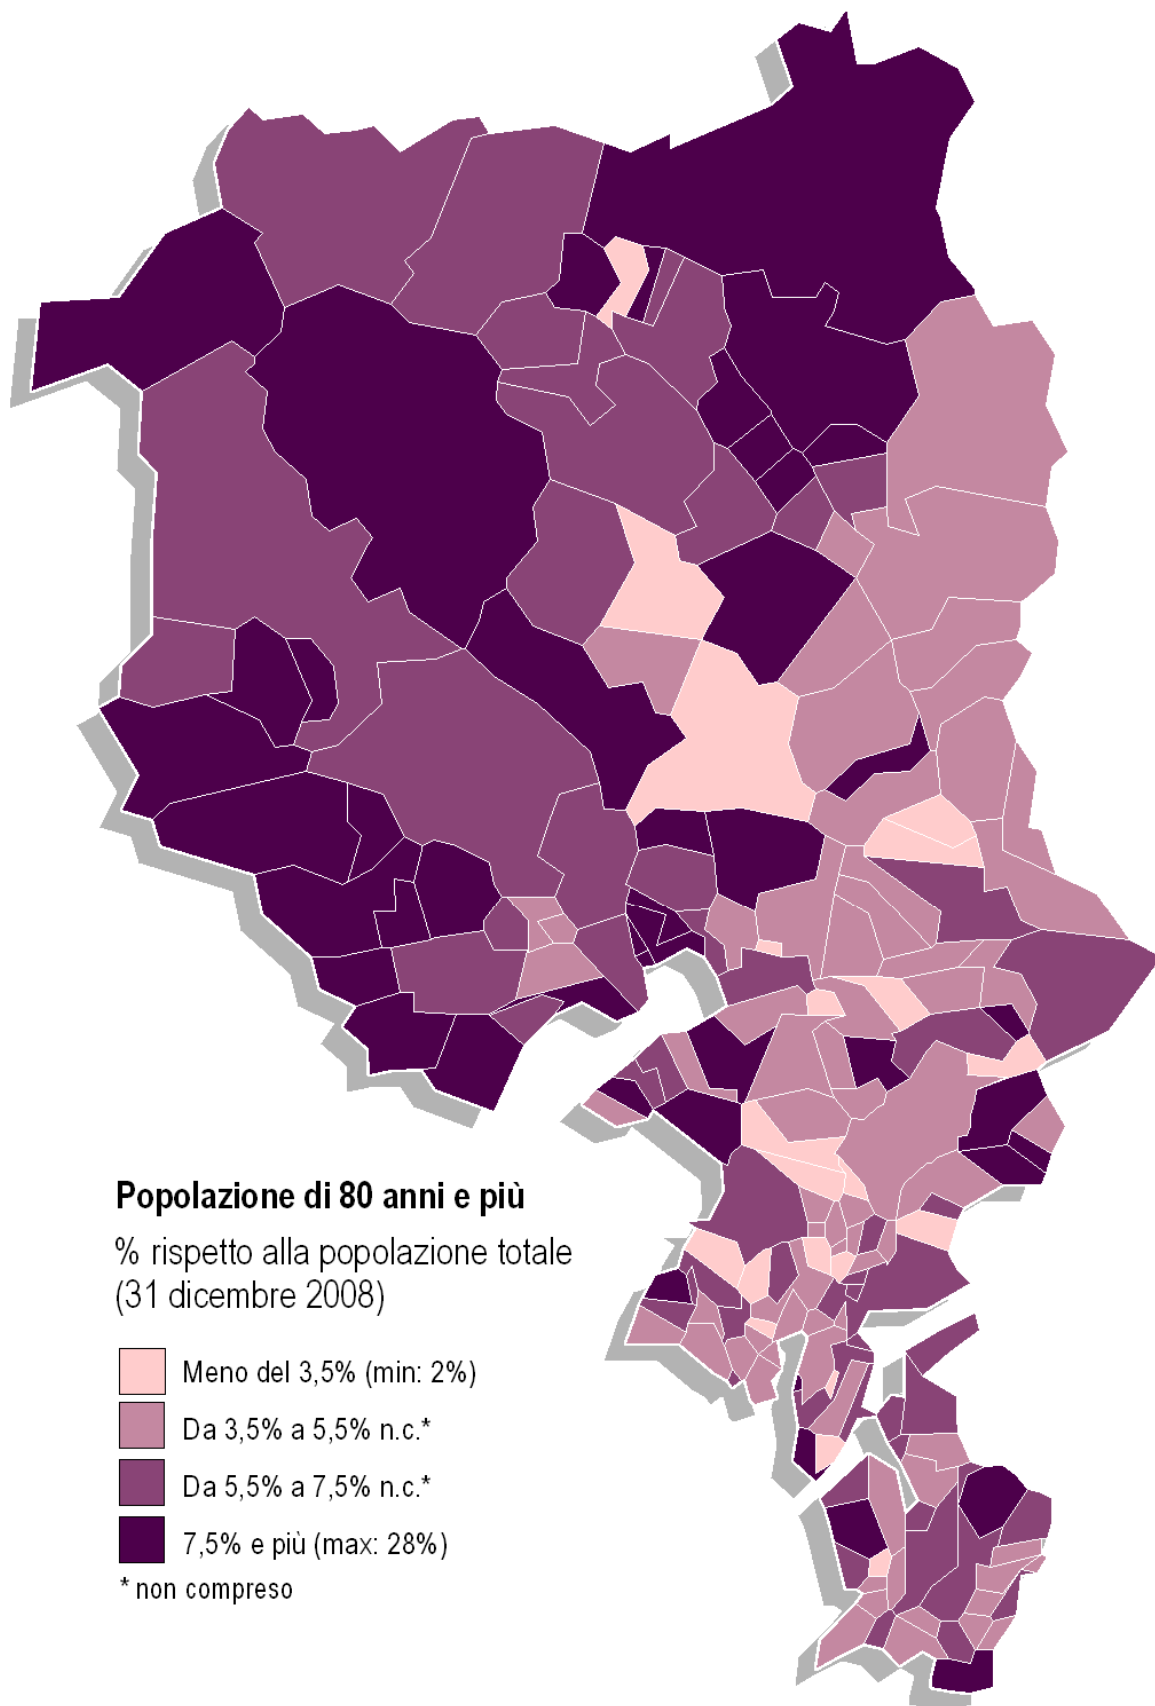 Popolazione di 80 anni e più
% rispetto alla popolazione totale
(31 dicembre 2008)
Meno del 3,5% (min: 2%)
Da 3,5% a 5,5% n.c.*
Da 5,5% a 7,5% n.c.*
7,5% e più (max: 28%)
* non compreso